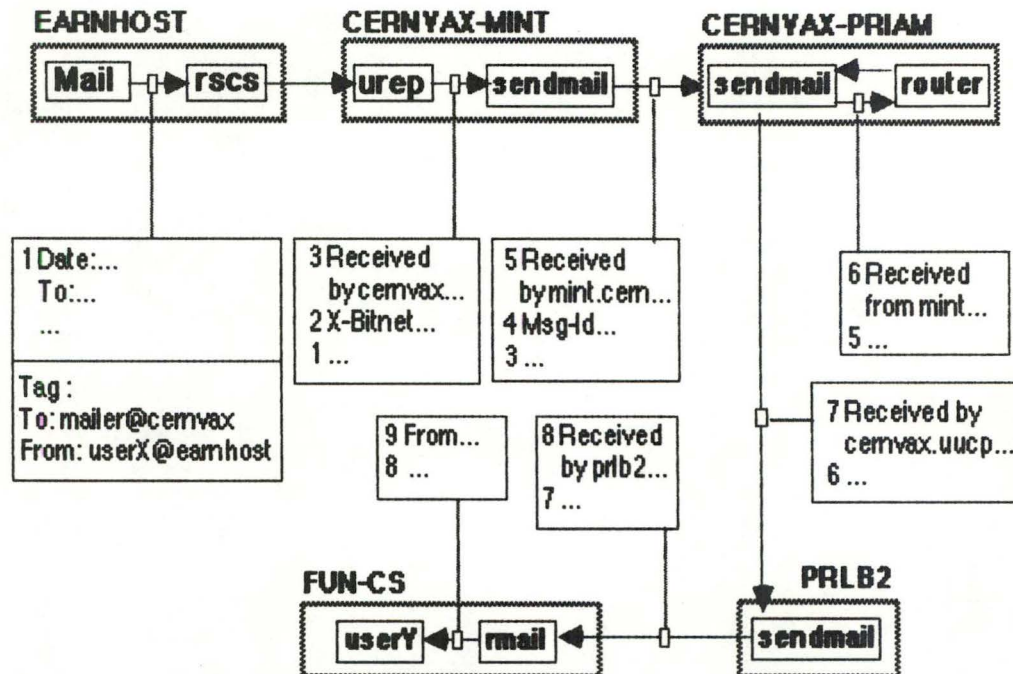 EARNHOST
CERNVAX-MINT
CERNVAX-PRIAM
Mail
rscs
urep
sendmail
sendmail
router
1 Date:...
To:...
...
Tag :
To: mailer@cernvax
From: userX@earnhost
3 Received
by cernvax...
2 X-Bitnet...
1 ...
5 Received
by mint.cern...
4 Msg-Id...
3 ...
6 Received
from mint...
5 ...
9 From...
8 ...
8 Received
by prlb2...
7 ...
7 Received by
cernvax.uucp...
6 ...
FUN-CS
PRLB2
userY
rmail
sendmail